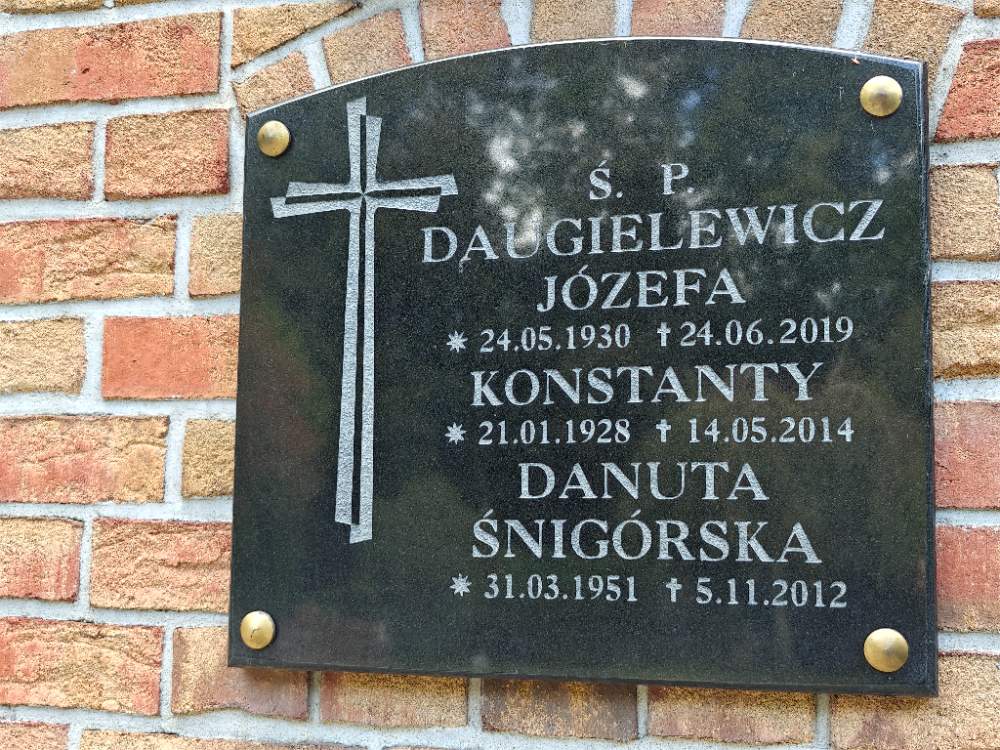 Ś. P.
DAUGIELEWICZ
JÓZEFA
* 24.05.1930 † 24.06.2019
KONSTANTY
* 21.01.1928 † 14.05.2014
DANUTA
ŚNIGÓRSKA
* 31.03.1951 † 5.11.2012